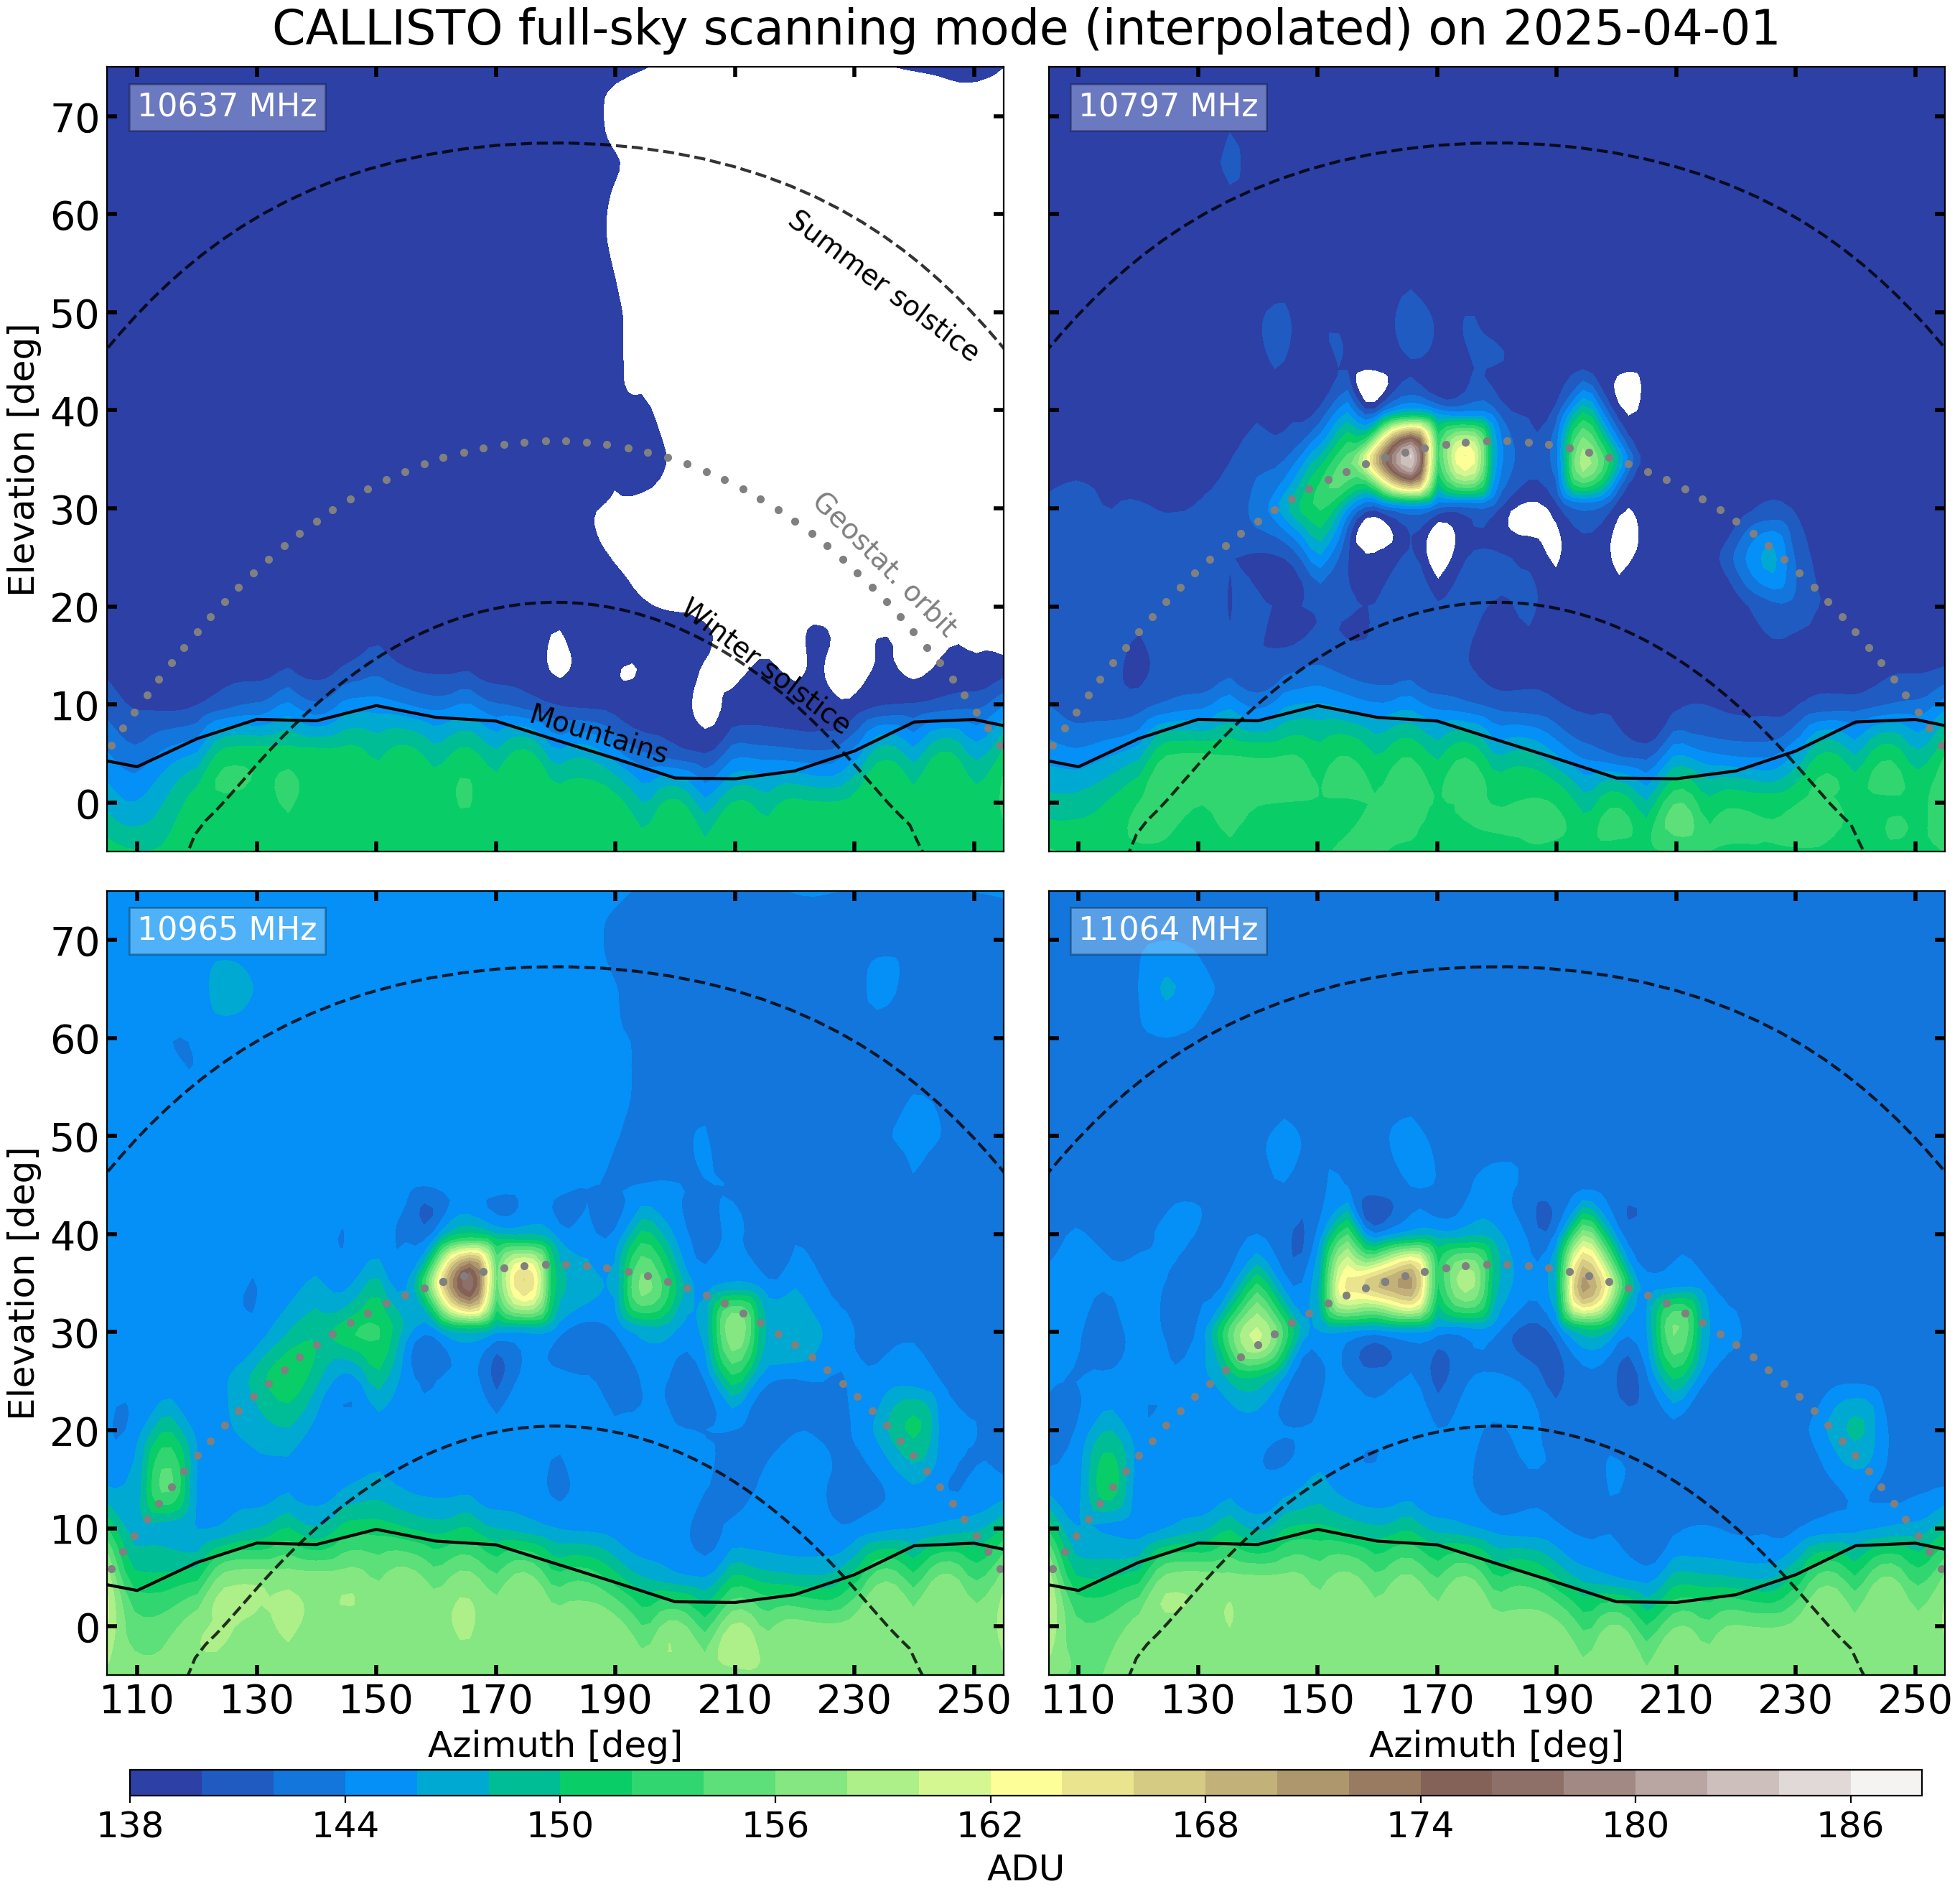 CALLISTO full-sky scanning mode (interpolated) on 2025-04-01
10637 MHz
10797 MHz
70
60
50
40
30
20
10
0
Elevation [deg]
Summer solstice
Geostat. orbit
Winter solstice
Mountains
10965 MHz
11064 MHz
70
60
50
40
30
20
10
0
Elevation [deg]
110 130 150 170 190 210 230 250
110 130 150 170 190 210 230 250
Azimuth [deg]
Azimuth [deg]
138 144 150 156 162 168 174 180 186
ADU